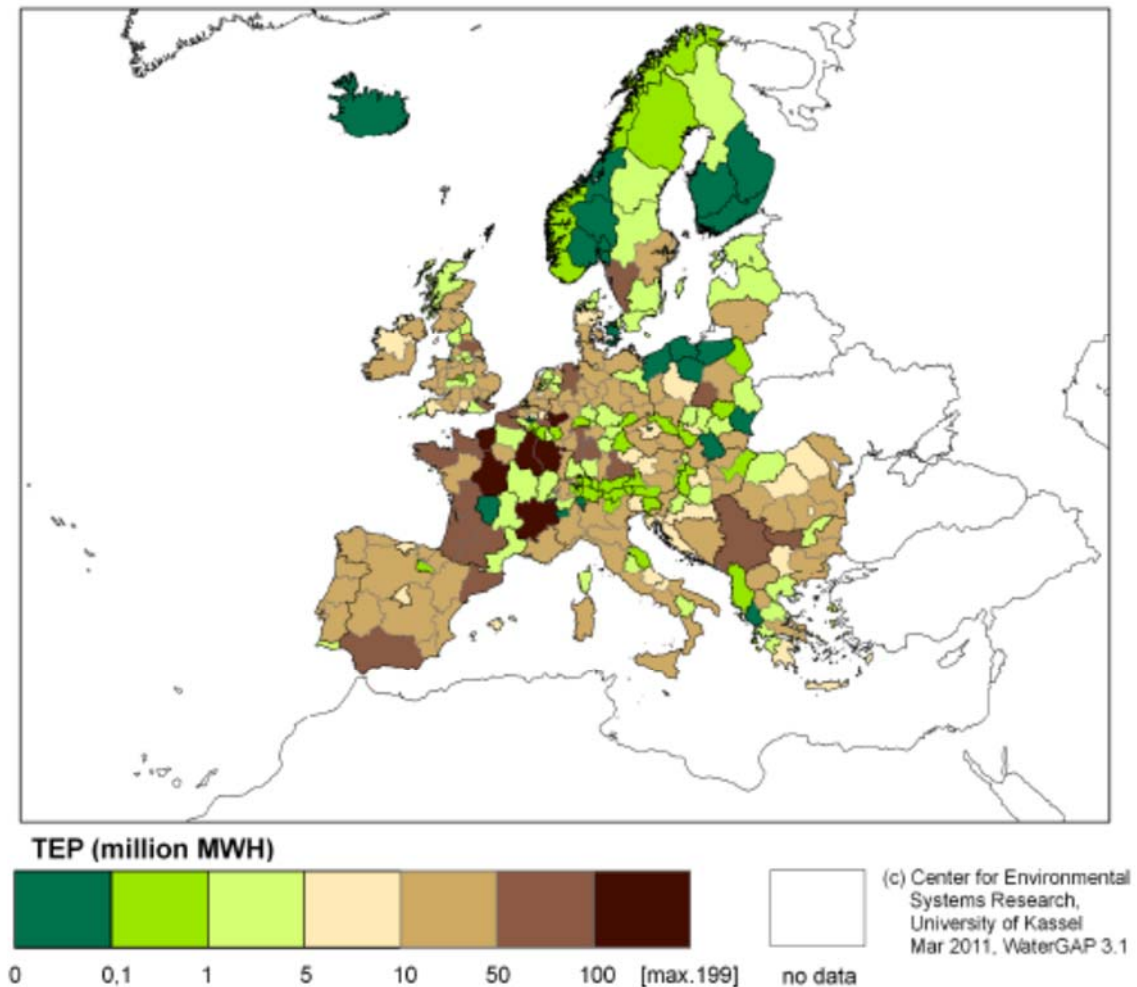 TEP (million MWH)
0 0,1 1 5 10 50 100 [max.199] no data
(c) Center for Environmental
Systems Research,
University of Kassel
Mar 2011, WaterGAP 3.1